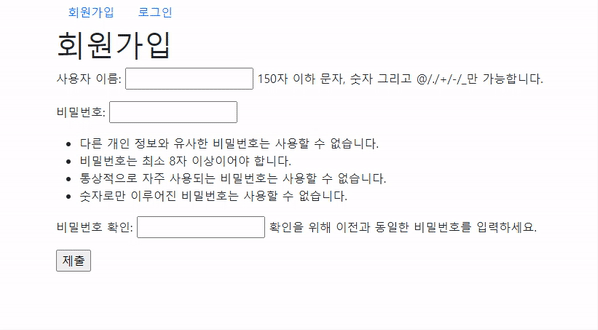 회원가입 로그인
회원가입
사용자 이름: 150자 이하 문자, 숫자 그리고 @/./+/-/_만 가능합니다.
비밀번호:
다른 개인 정보와 유사한 비밀번호는 사용할 수 없습니다.
비밀번호는 최소 8자 이상이어야 합니다.
통상적으로 자주 사용되는 비밀번호는 사용할 수 없습니다.
숫자로만 이루어진 비밀번호는 사용할 수 없습니다.
비밀번호 확인: 확인을 위해 이전과 동일한 비밀번호를 입력하세요.
제출